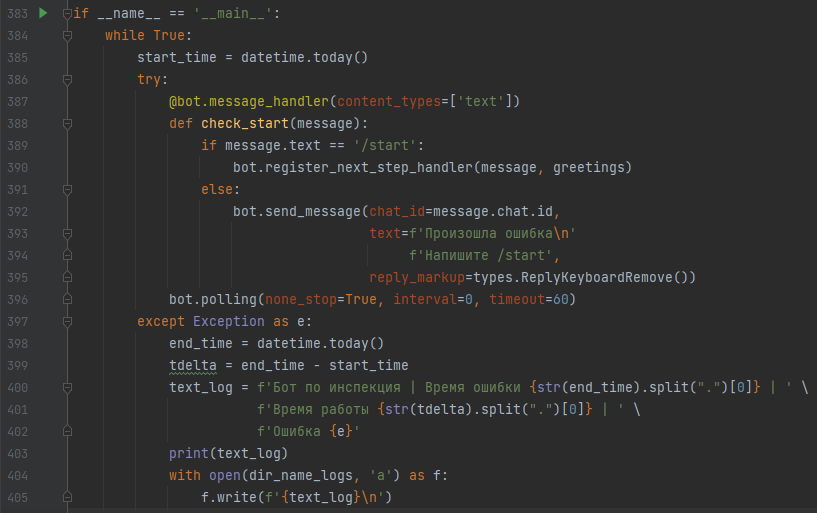 383 if __name__ == '__main__':
384     while True:
385         start_time = datetime.today()
386         try:
387             @bot.message_handler(content_types=['text'])
388             def check_start(message):
389                 if message.text == '/start':
390                     bot.register_next_step_handler(message, greetings)
391                 else:
392                     bot.send_message(chat_id=message.chat.id,
393                                      text=f'Произошла ошибка\n'
394                                           f'Напишите /start',
395                                      reply_markup=types.ReplyKeyboardRemove())
396             bot.polling(none_stop=True, interval=0, timeout=60)
397         except Exception as e:
398             end_time = datetime.today()
399             tdelta = end_time - start_time
400             text_log = f'Бот по инспекция | Время ошибки {str(end_time).split(".")[0]} | ' \
401                        f'Время работы {str(tdelta).split(".")[0]} | ' \
402                        f'Ошибка {e}'
403             print(text_log)
404             with open(dir_name_logs, 'a') as f:
405                 f.write(f'{text_log}\n')